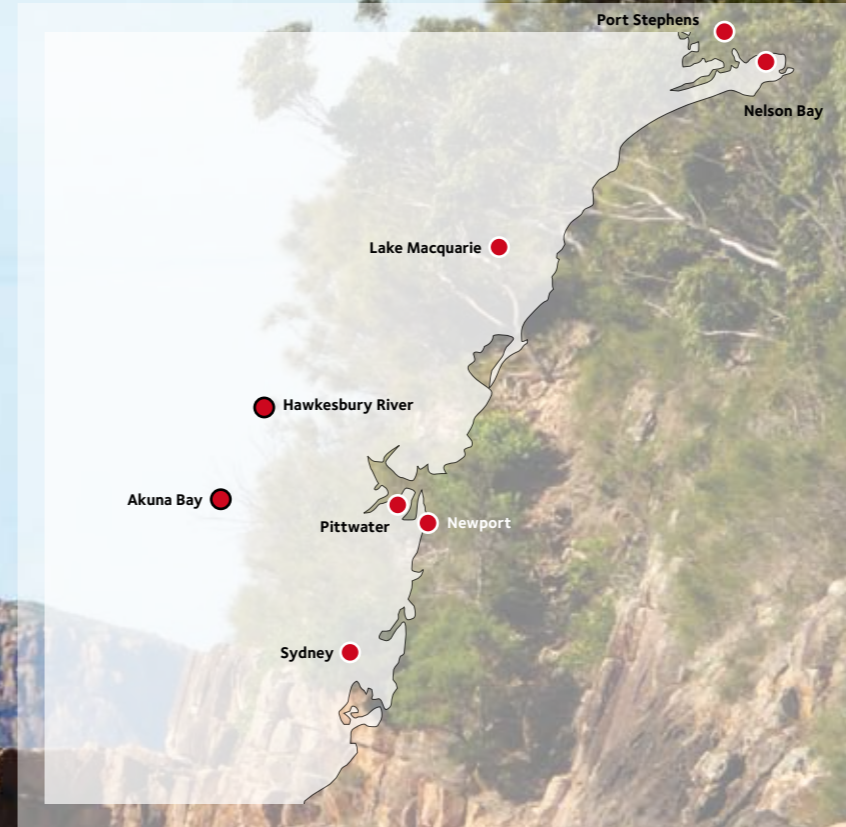 Port Stephens
Nelson Bay
Lake Macquarie
Hawkesbury River
Akuna Bay
Pittwater
Newport
Sydney